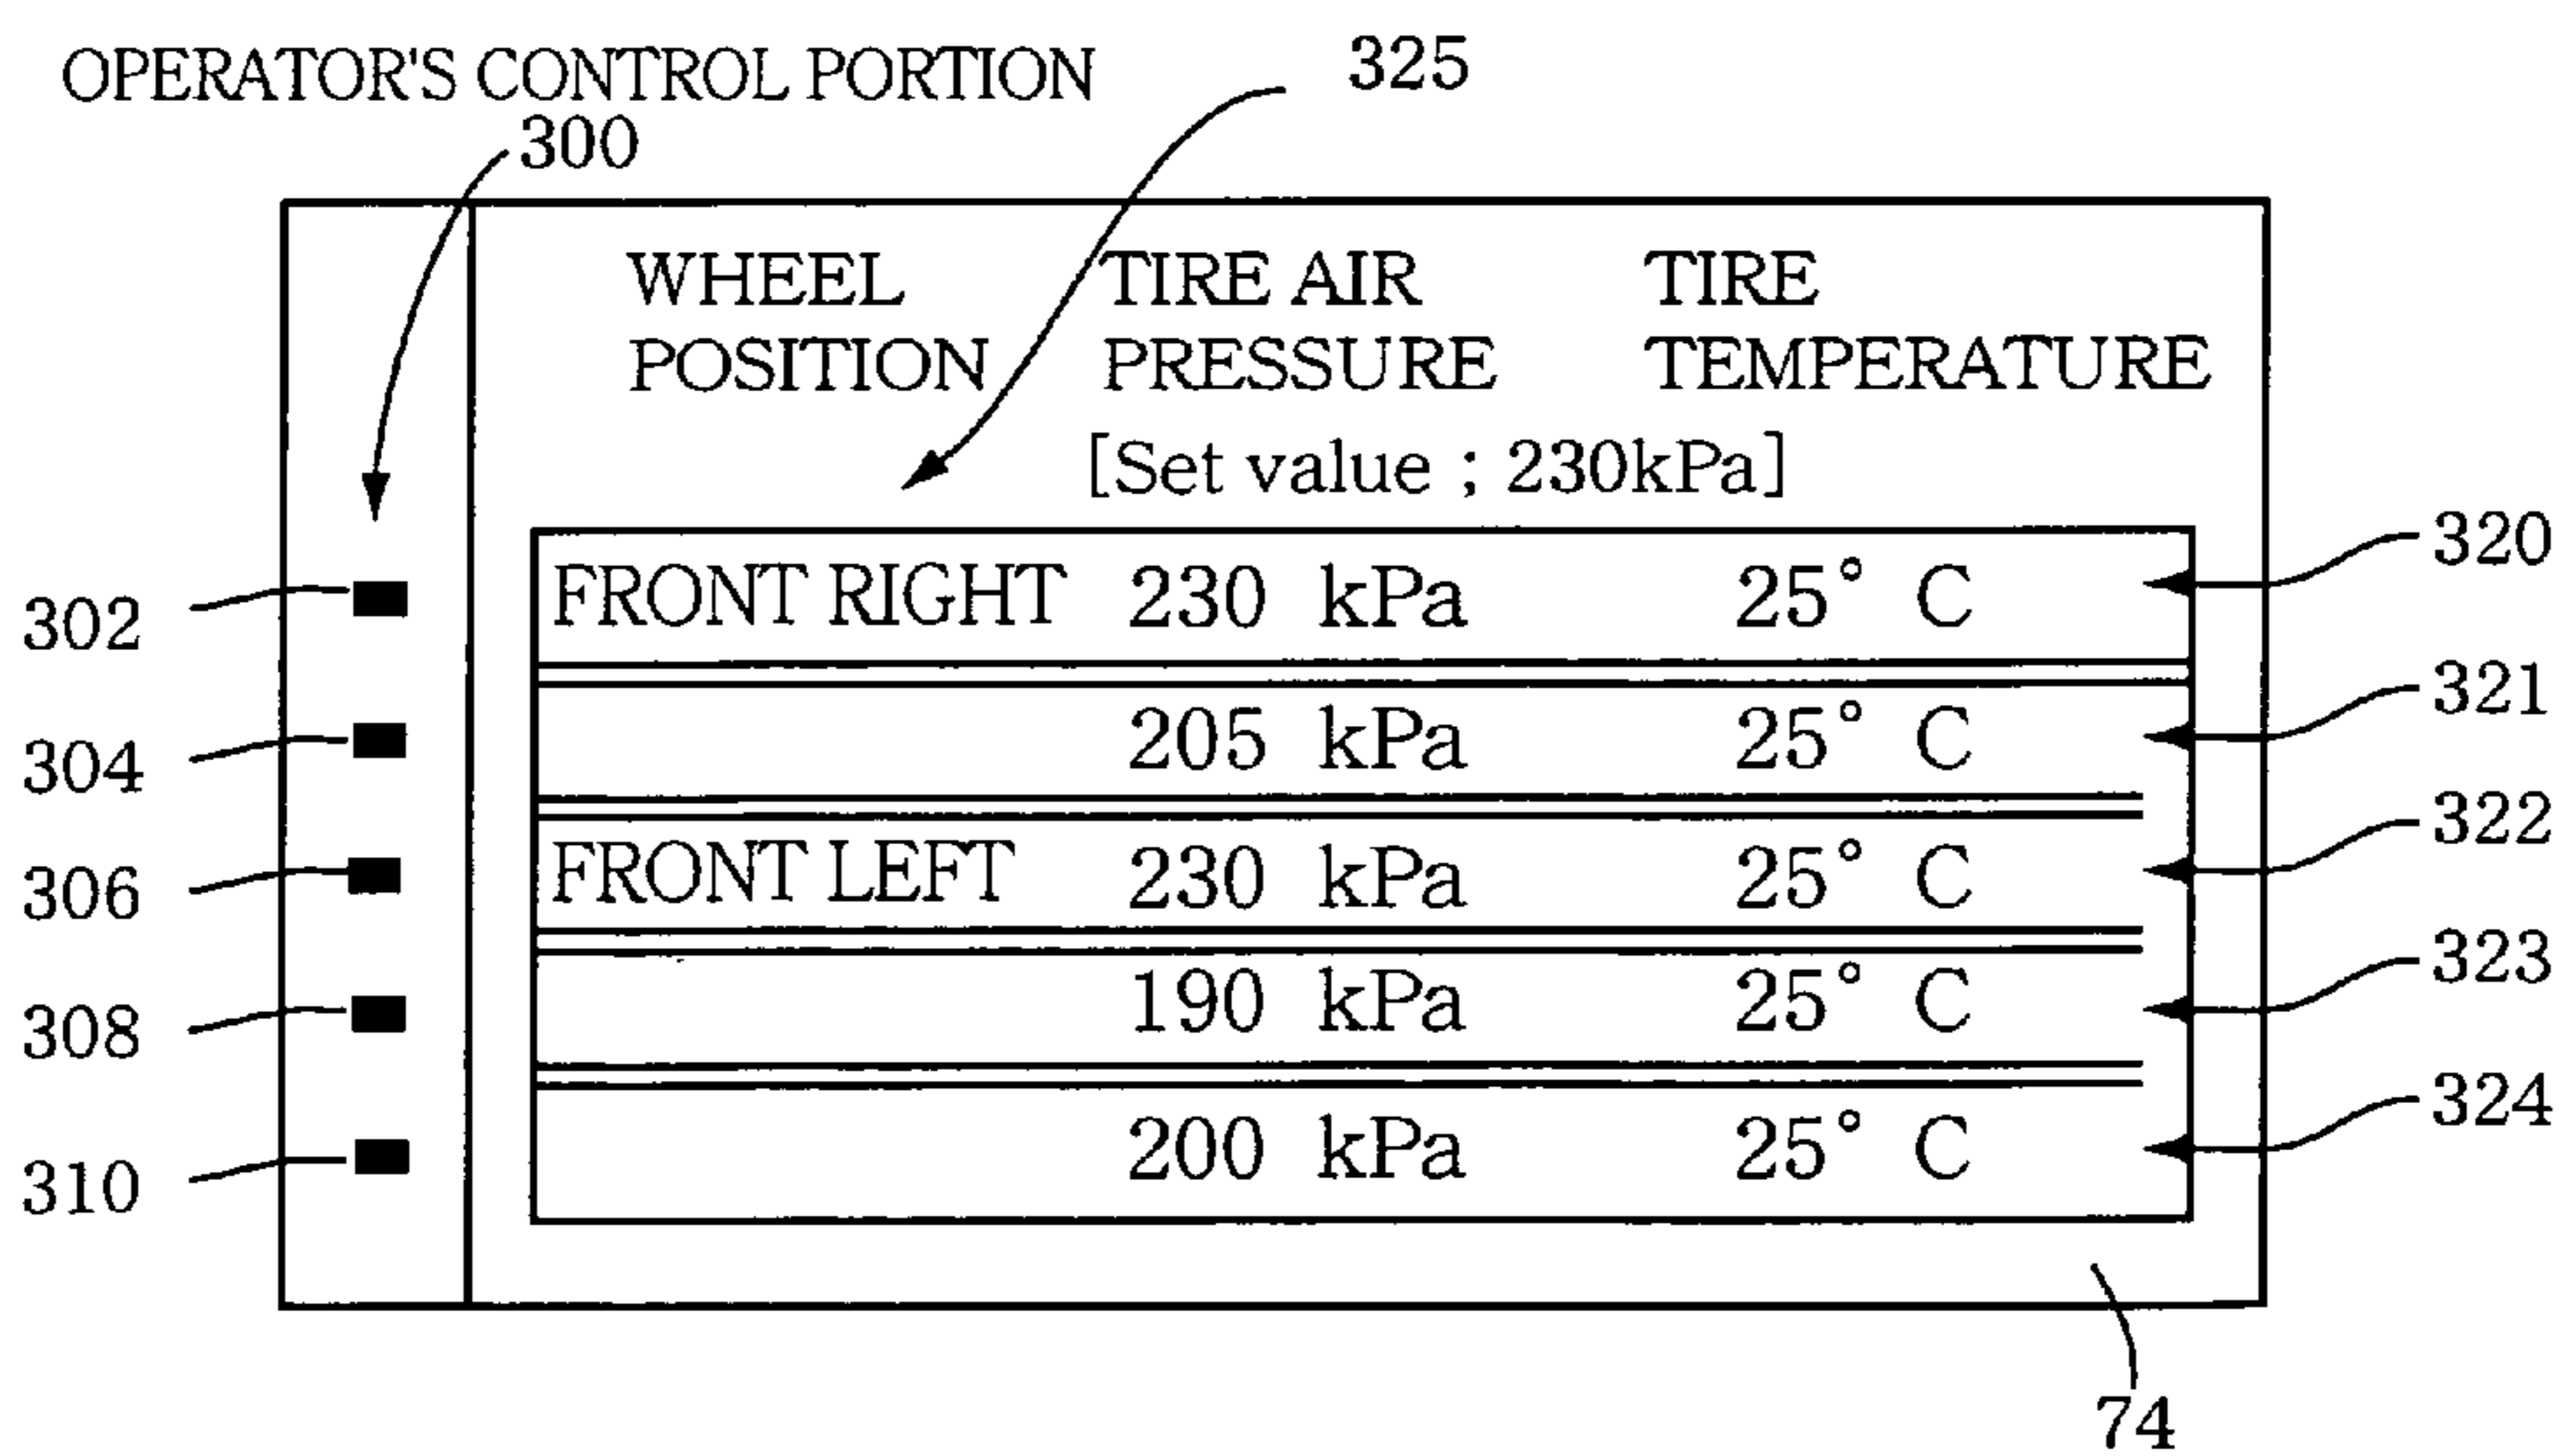 OPERATOR'S CONTROL PORTION
300
325
WHEEL POSITION
TIRE AIR PRESSURE
TIRE TEMPERATURE
[Set value ; 230kPa]
302
FRONT RIGHT 230 kPa 25° C
320
304
205 kPa 25° C
321
306
FRONT LEFT 230 kPa 25° C
322
308
190 kPa 25° C
323
310
200 kPa 25° C
324
74